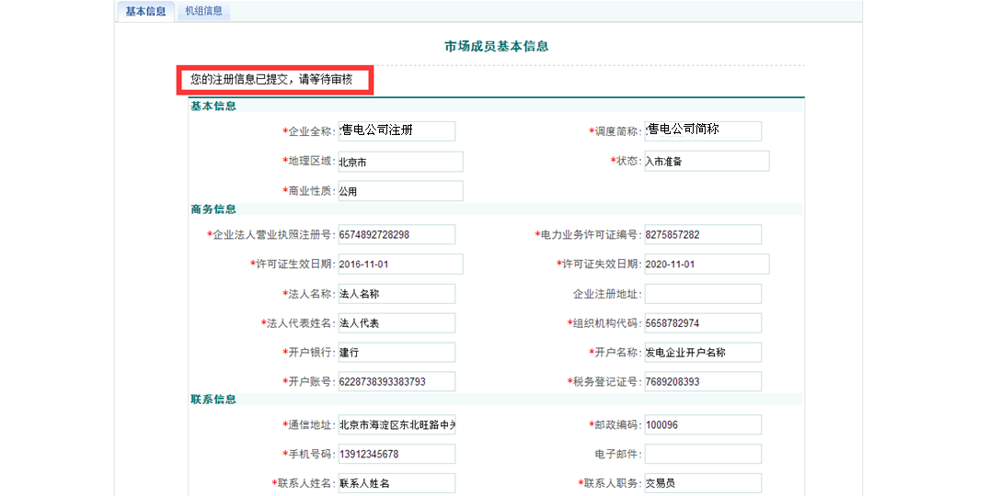 基本信息 机组信息
市场成员基本信息
您的注册信息已提交，请等待审核
基本信息
*企业全称: 售电公司注册 *调度简称: 售电公司简称
*地理区域: 北京市 *状态: 入市准备
*商业性质: 公用
商务信息
*企业法人营业执照注册号: 6574892728298 *电力业务许可证编号: 8275857282
*许可证生效日期: 2016-11-01 *许可证失效日期: 2020-11-01
*法人名称: 法人名称 企业注册地址:
*法人代表姓名: 法人代表 *组织机构代码: 5658782974
*开户银行: 建行 *开户名称: 发电企业开户名称
*开户账号: 6228738393383793 *税务登记证号: 7689208393
联系信息
*通信地址: 北京市海淀区东北旺路中 *邮政编码: 100096
*手机号码: 13912345678 电子邮件:
*联系人姓名: 联系人姓名 *联系人职务: 交易员